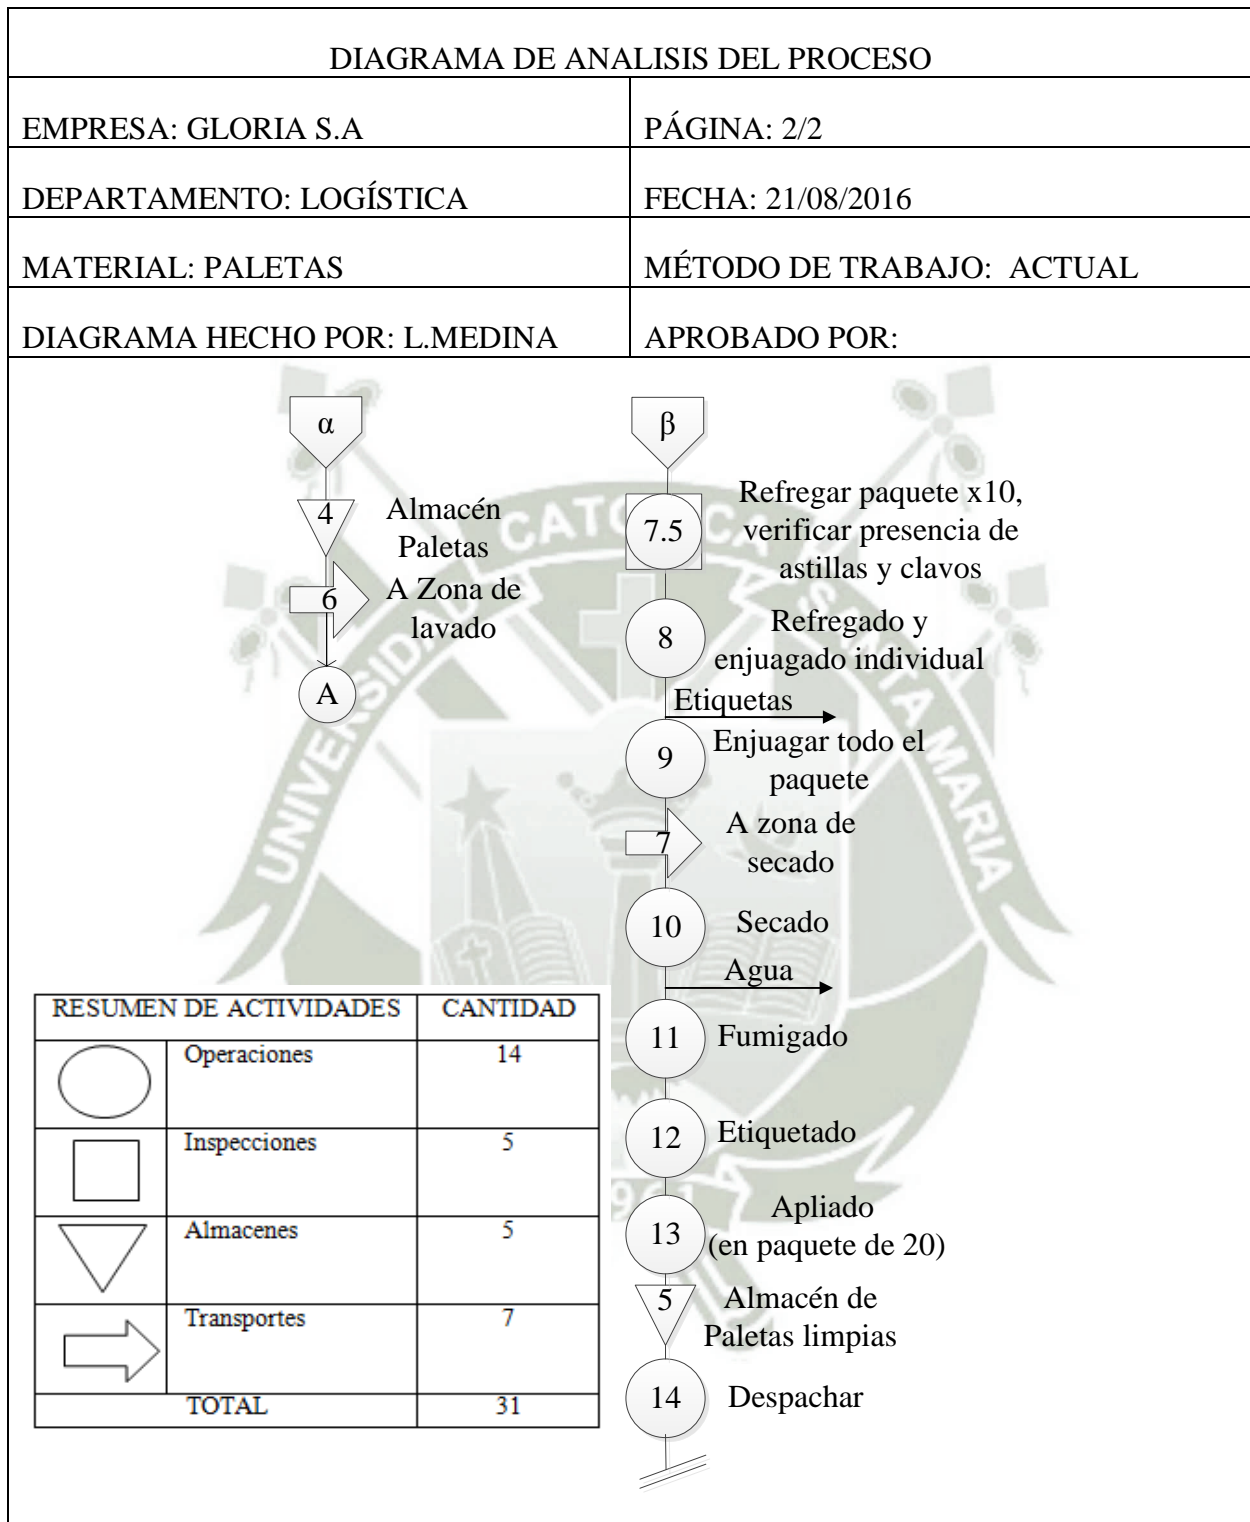 DIAGRAMA DE ANALISIS DEL PROCESO
EMPRESA: GLORIA S.A
PÁGINA: 2/2
DEPARTAMENTO: LOGÍSTICA
FECHA: 21/08/2016
MATERIAL: PALETAS
MÉTODO DE TRABAJO: ACTUAL
DIAGRAMA HECHO POR: L.MEDINA
APROBADO POR:
α
4
Almacén
Paletas
6
A Zona de
lavado
A
β
7.5
Refregar paquete x10,
verificar presencia de
astillas y clavos
8
Refregado y
enjuagado individual
Etiquetas
9
Enjuagar todo el
paquete
7
A zona de
secado
10
Secado
Agua
11
Fumigado
12
Etiquetado
13
Apliado
(en paquete de 20)
5
Almacén de
Paletas limpias
14
Despachar
RESUMEN DE ACTIVIDADES
CANTIDAD
Operaciones
14
Inspecciones
5
Almacenes
5
Transportes
7
TOTAL
31
UNIVERSIDAD CATOLICA SANTA MARIA